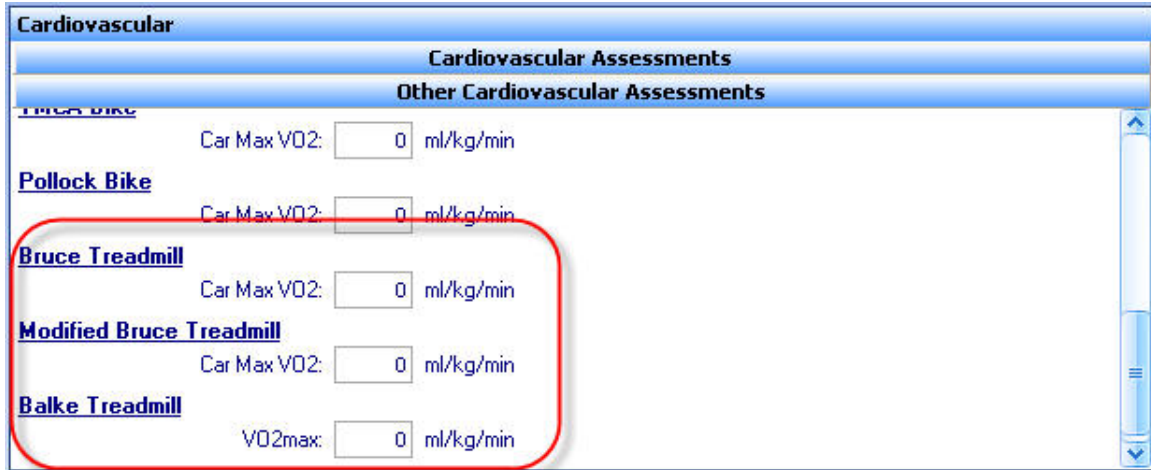 Cardiovascular
Cardiovascular Assessments
Other Cardiovascular Assessments
YMCA Bike
Car Max VO2: 0 ml/kg/min
Pollock Bike
Car Max VO2: 0 ml/kg/min
Bruce Treadmill
Car Max VO2: 0 ml/kg/min
Modified Bruce Treadmill
Car Max VO2: 0 ml/kg/min
Balke Treadmill
VO2max: 0 ml/kg/min